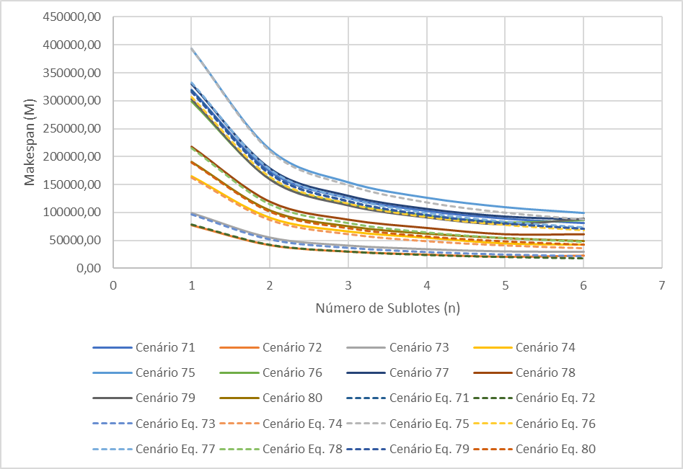 450000,00
400000,00
350000,00
300000,00
250000,00
200000,00
150000,00
100000,00
50000,00
0,00
Makespan (M)
0 1 2 3 4 5 6 7
Número de Sublotes (n)
Cenário 71 Cenário 72 Cenário 73 Cenário 74
Cenário 75 Cenário 76 Cenário 77 Cenário 78
Cenário 79 Cenário 80 Cenário Eq. 71 Cenário Eq. 72
Cenário Eq. 73 Cenário Eq. 74 Cenário Eq. 75 Cenário Eq. 76
Cenário Eq. 77 Cenário Eq. 78 Cenário Eq. 79 Cenário Eq. 80